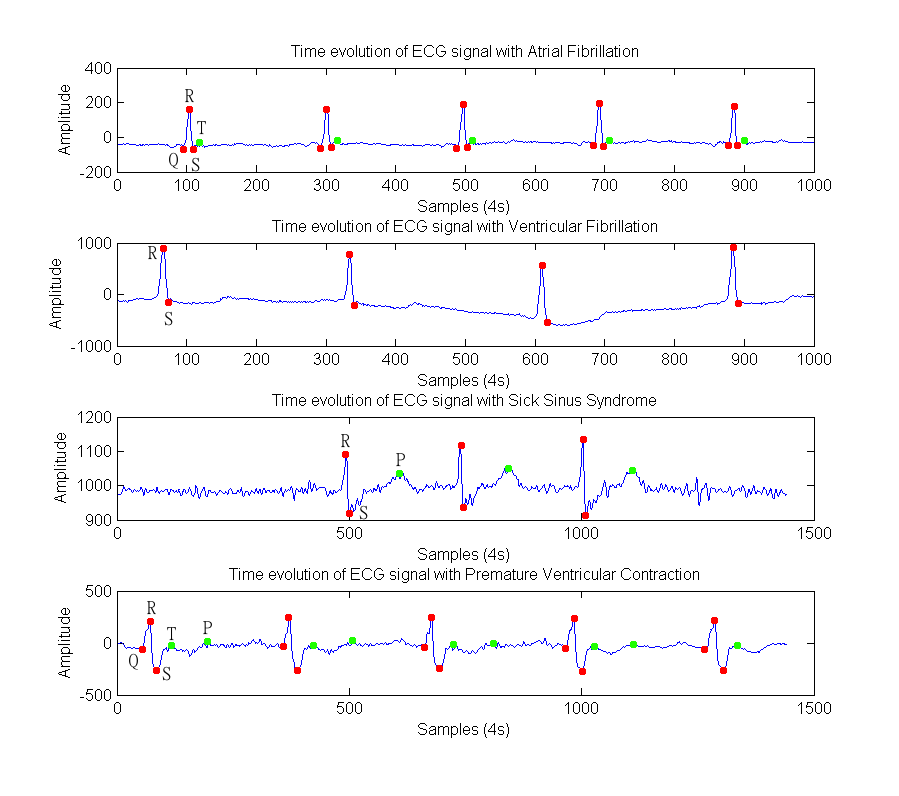 Time evolution of ECG signal with Atrial Fibrillation
400
200
0
-200
Amplitude
R
T
Q
S
0 100 200 300 400 500 600 700 800 900 1000
Samples (4s)
Time evolution of ECG signal with Ventricular Fibrillation
1000
0
-1000
Amplitude
R
S
0 100 200 300 400 500 600 700 800 900 1000
Samples (4s)
Time evolution of ECG signal with Sick Sinus Syndrome
1200
1100
1000
900
Amplitude
R
P
S
0 500 1000 1500
Samples (4s)
Time evolution of ECG signal with Premature Ventricular Contraction
500
0
-500
Amplitude
R
T
P
Q
S
0 500 1000 1500
Samples (4s)